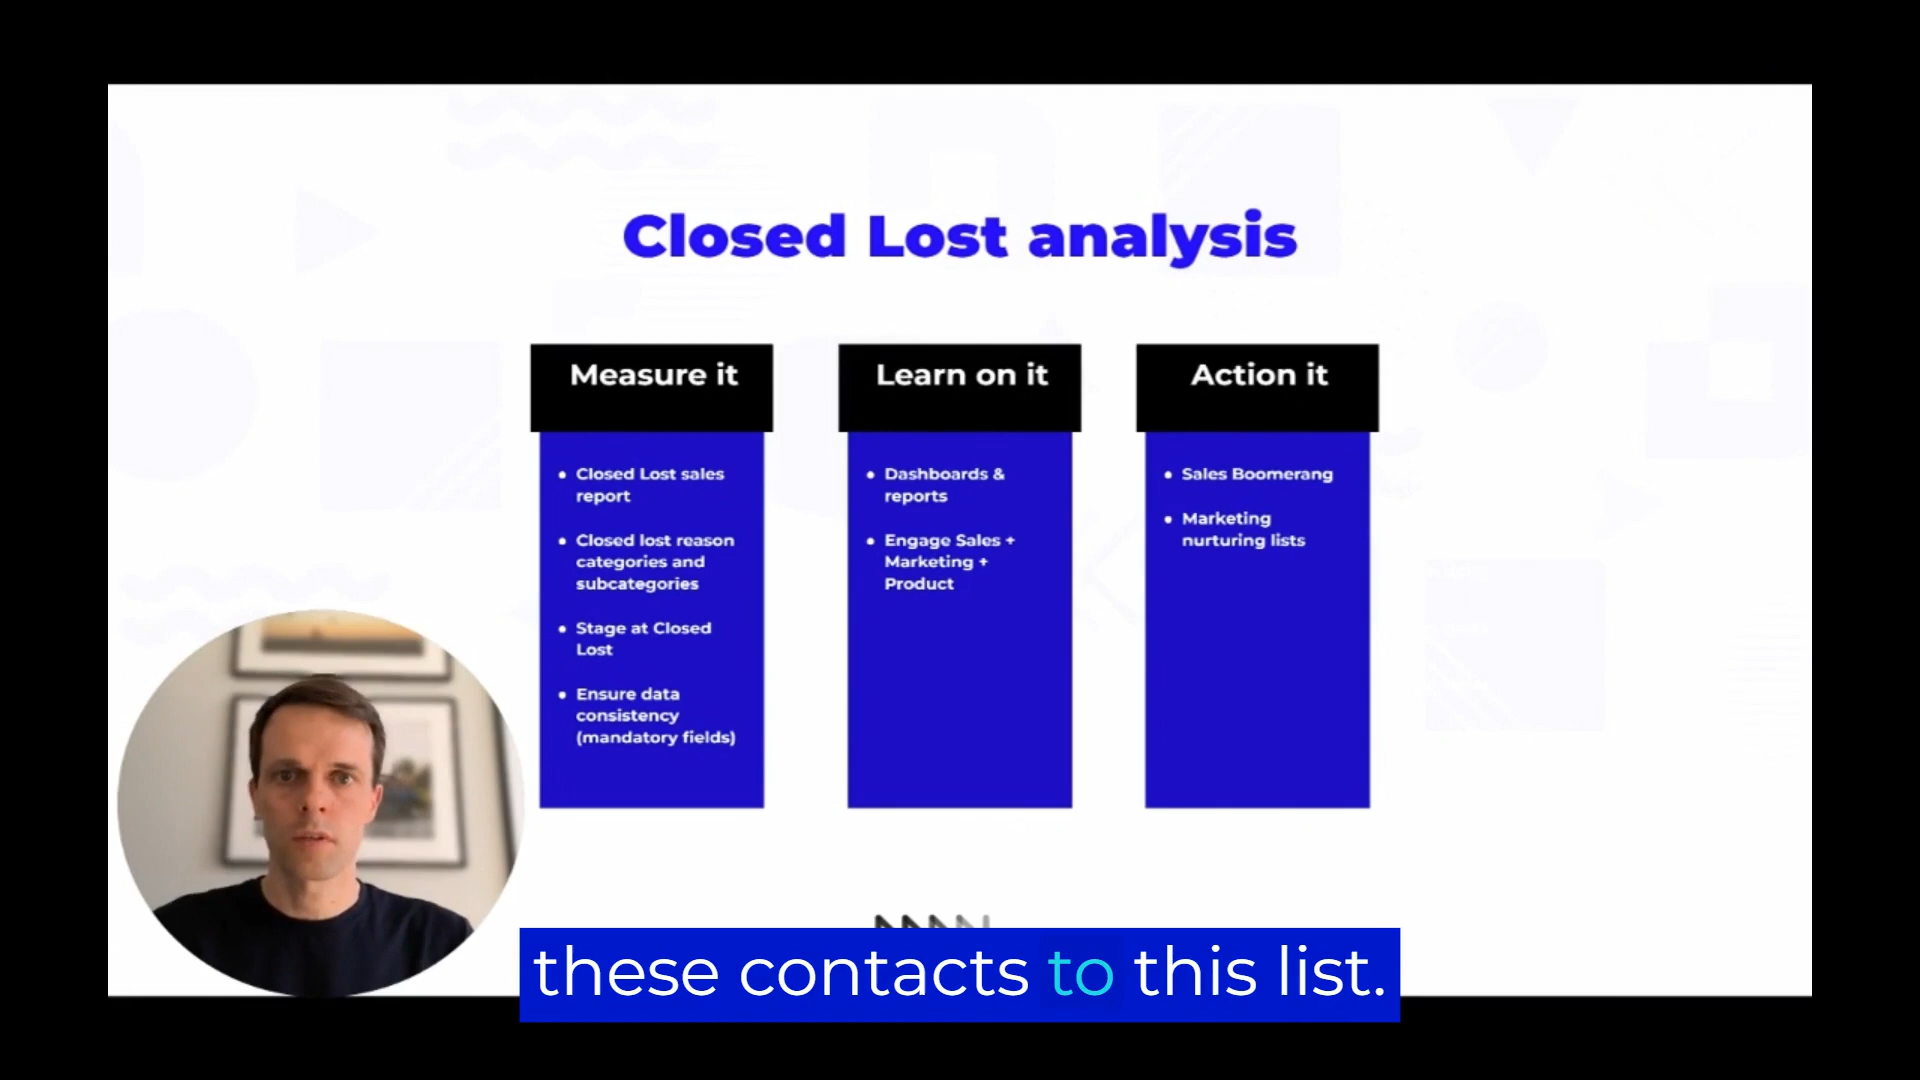 Closed Lost analysis
Measure it
• Closed Lost sales
report
• Closed lost reason
categories and
subcategories
• Stage at Closed
Lost
• Ensure data
consistency
(mandatory fields)
Learn on it
• Dashboards &
reports
• Engage Sales +
Marketing +
Product
Action it
• Sales Boomerang
• Marketing
nurturing lists
these contacts to this list.